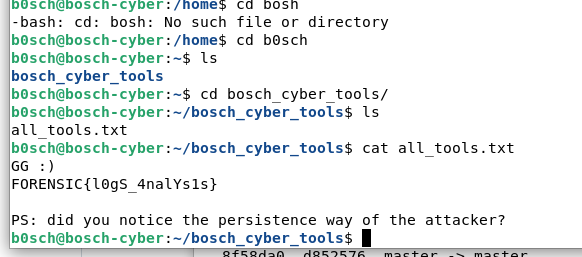 b0sch@bosch-cyber:/home$ cd bosh
-bash: cd: bosh: No such file or directory
b0sch@bosch-cyber:/home$ cd b0sch
b0sch@bosch-cyber:~$ ls
bosch_cyber_tools
b0sch@bosch-cyber:~$ cd bosch_cyber_tools/
b0sch@bosch-cyber:~/bosch_cyber_tools$ ls
all_tools.txt
b0sch@bosch-cyber:~/bosch_cyber_tools$ cat all_tools.txt
GG :)
FORENSIC{l0gS_4nalYs1s}
PS: did you notice the persistence way of the attacker?
b0sch@bosch-cyber:~/bosch_cyber_tools$
8f58da0..d852576 master -> master